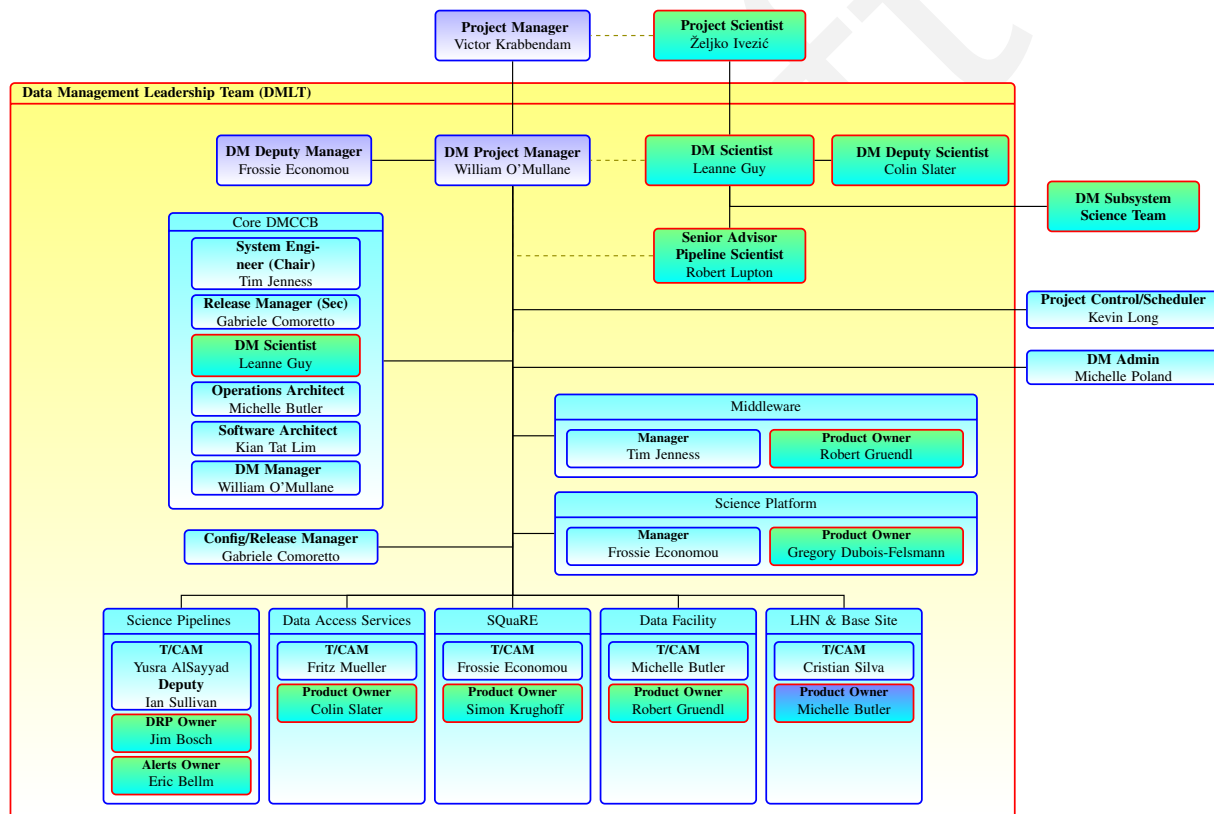 Project Manager
Victor Krabbendam
Project Scientist
Željko Ivezić
Data Management Leadership Team (DMLT)
DM Deputy Manager
Frossie Economou
DM Project Manager
William O'Mullane
DM Scientist
Leanne Guy
DM Deputy Scientist
Colin Slater
DM Subsystem
Science Team
Senior Advisor
Pipeline Scientist
Robert Lupton
Core DMCCB
System Engi-
neer (Chair)
Tim Jenness
Release Manager (Sec)
Gabriele Comoretto
DM Scientist
Leanne Guy
Operations Architect
Michelle Butler
Software Architect
Kian Tat Lim
DM Manager
William O'Mullane
Project Control/Scheduler
Kevin Long
DM Admin
Michelle Poland
Middleware
Manager
Tim Jenness
Product Owner
Robert Gruendl
Science Platform
Manager
Frossie Economou
Product Owner
Gregory Dubois-Felsmann
Config/Release Manager
Gabriele Comoretto
Science Pipelines
T/CAM
Yusra AlSayyad
Deputy
Ian Sullivan
DRP Owner
Jim Bosch
Alerts Owner
Eric Bellm
Data Access Services
T/CAM
Fritz Mueller
Product Owner
Colin Slater
SQuaRE
T/CAM
Frossie Economou
Product Owner
Simon Krughoff
Data Facility
T/CAM
Michelle Butler
Product Owner
Robert Gruendl
LHN & Base Site
T/CAM
Cristian Silva
Product Owner
Michelle Butler